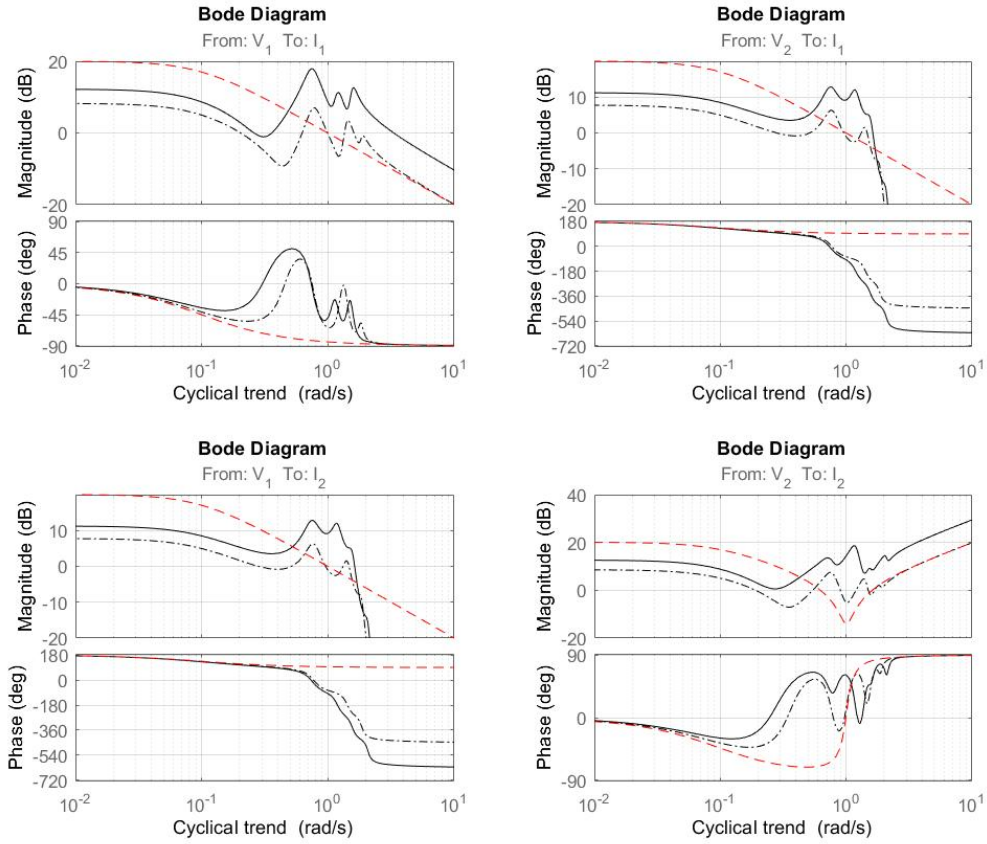 Bode Diagram
From: V1 To: I1
20
10
0
-10
-20
Magnitude (dB)
90
45
0
-45
-90
Phase (deg)
10-2
10-1
100
101
Cyclical trend (rad/s)
Bode Diagram
From: V2 To: I1
20
10
0
-10
-20
Magnitude (dB)
180
0
-180
-360
-540
-720
Phase (deg)
10-2
10-1
100
101
Cyclical trend (rad/s)
Bode Diagram
From: V1 To: I2
10
0
-10
-20
Magnitude (dB)
180
0
-180
-360
-540
-720
Phase (deg)
10-2
10-1
100
101
Cyclical trend (rad/s)
Bode Diagram
From: V2 To: I2
40
20
0
-20
Magnitude (dB)
90
0
-90
Phase (deg)
10-2
10-1
100
101
Cyclical trend (rad/s)